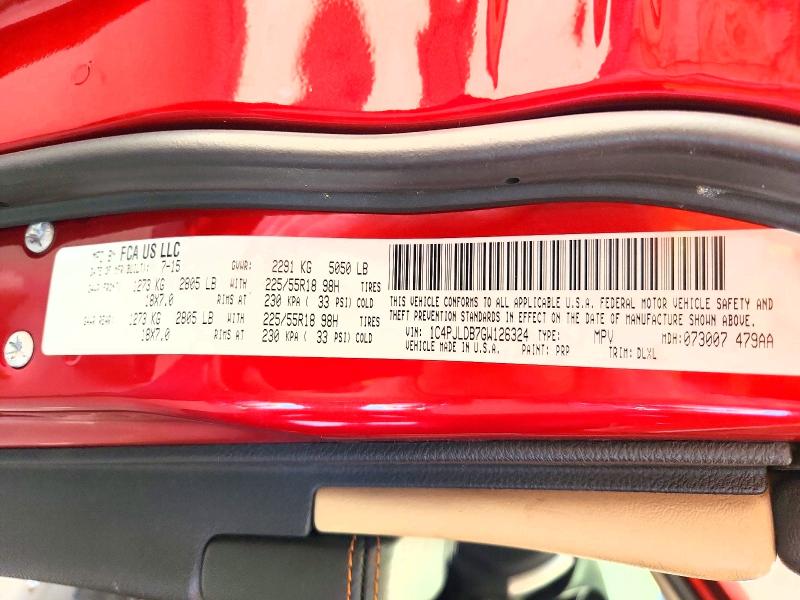 MFD BY FCA US LLC
DATE OF MFR (BUILT): 7-15 GVWR: 2291 KG 5050 LB
GAWR FRONT: 1273 KG 2805 LB WITH 225/55R18 98H TIRES
18X7.0 RIMS AT 230 KPA ( 33 PSI) COLD
GAWR REAR: 1273 KG 2805 LB WITH 225/55R18 98H TIRES
18X7.0 RIMS AT 230 KPA ( 33 PSI) COLD
THIS VEHICLE CONFORMS TO ALL APPLICABLE U.S.A. FEDERAL MOTOR VEHICLE SAFETY AND
THEFT PREVENTION STANDARDS IN EFFECT ON THE DATE OF MANUFACTURE SHOWN ABOVE.
VIN: 1C4PJLDB7GW126324 TYPE: MPV MDH: 073007 479AA
VEHICLE MADE IN U.S.A. PAINT: PRP TRIM: DLXL